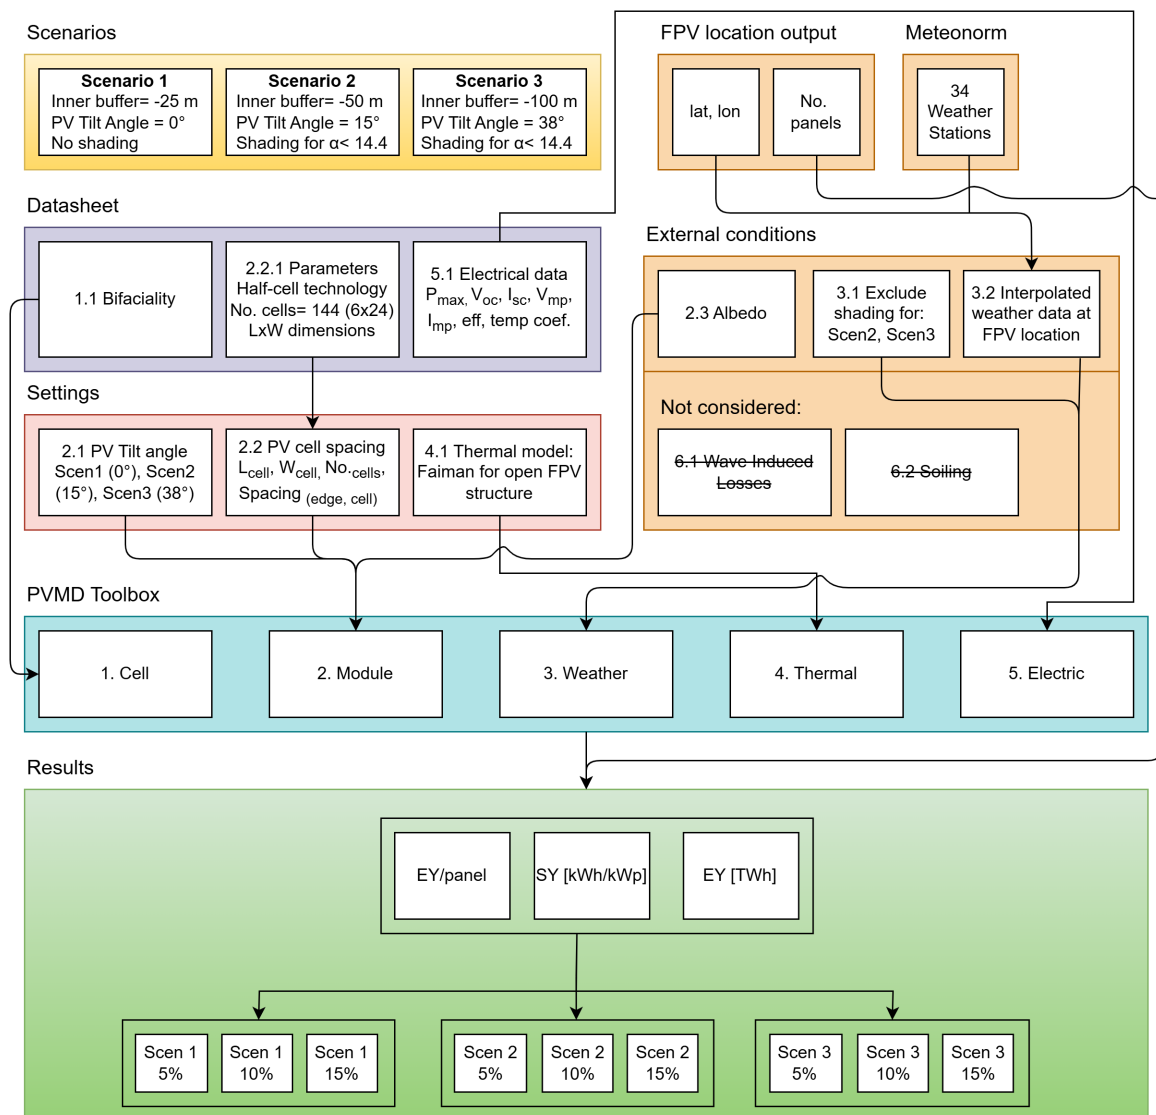 Scenarios
Scenario 1
Inner buffer= -25 m
PV Tilt Angle = 0°
No shading
Scenario 2
Inner buffer= -50 m
PV Tilt Angle = 15°
Shading for α< 14.4
Scenario 3
Inner buffer= -100 m
PV Tilt Angle = 38°
Shading for α< 14.4
FPV location output
lat, lon
No.
panels
Meteonorm
34
Weather
Stations
Datasheet
1.1 Bifaciality
2.2.1 Parameters
Half-cell technology
No. cells= 144 (6x24)
LxW dimensions
5.1 Electrical data
Pmax, Voc, Isc, Vmp,
Imp, eff, temp coef.
External conditions
2.3 Albedo
3.1 Exclude
shading for:
Scen2, Scen3
3.2 Interpolated
weather data at
FPV location
Not considered:
6.1 Wave Induced
Losses
6.2 Soiling
Settings
2.1 PV Tilt angle
Scen1 (0°), Scen2
(15°), Scen3 (38°)
2.2 PV cell spacing
Lcell, Wcell, No.cells,
Spacing (edge, cell)
4.1 Thermal model:
Faiman for open FPV
structure
PVMD Toolbox
1. Cell
2. Module
3. Weather
4. Thermal
5. Electric
Results
EY/panel
SY [kWh/kWp]
EY [TWh]
Scen 1
5%
Scen 1
10%
Scen 1
15%
Scen 2
5%
Scen 2
10%
Scen 2
15%
Scen 3
5%
Scen 3
10%
Scen 3
15%